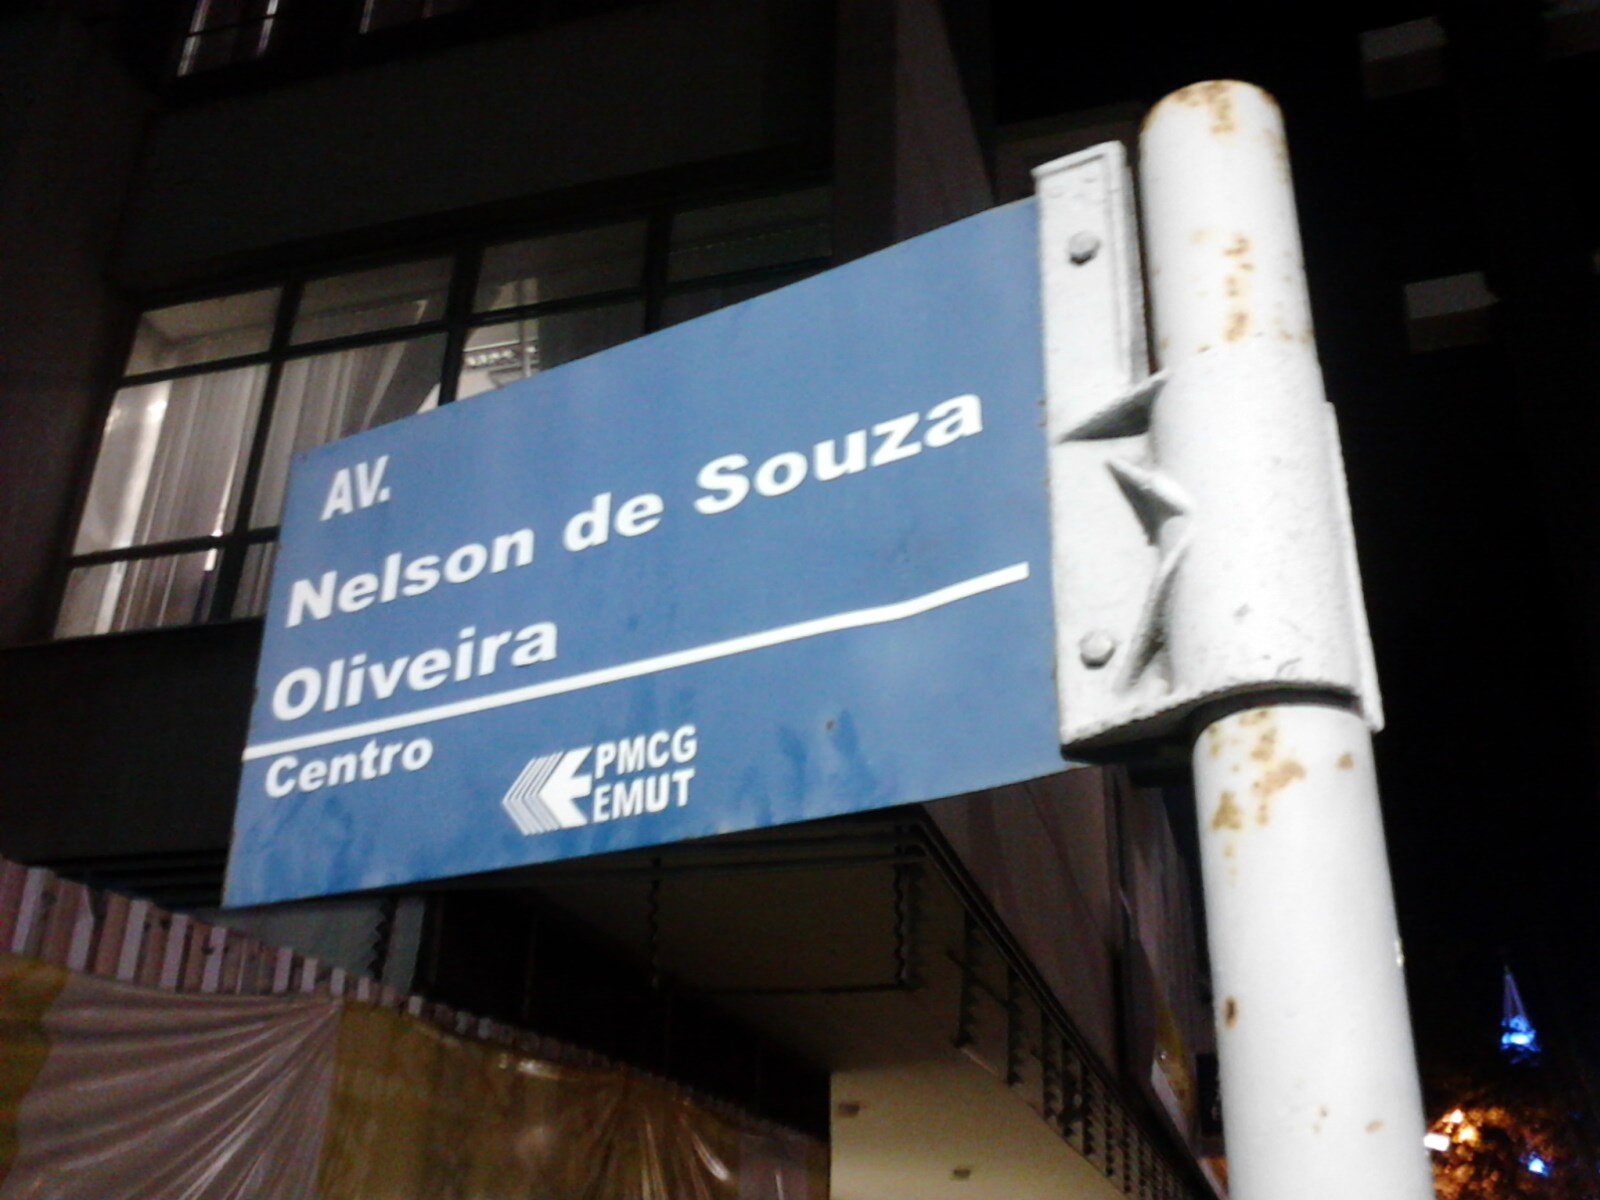 AV.
Nelson de Souza
Oliveira
Centro
PMCG
EMUT